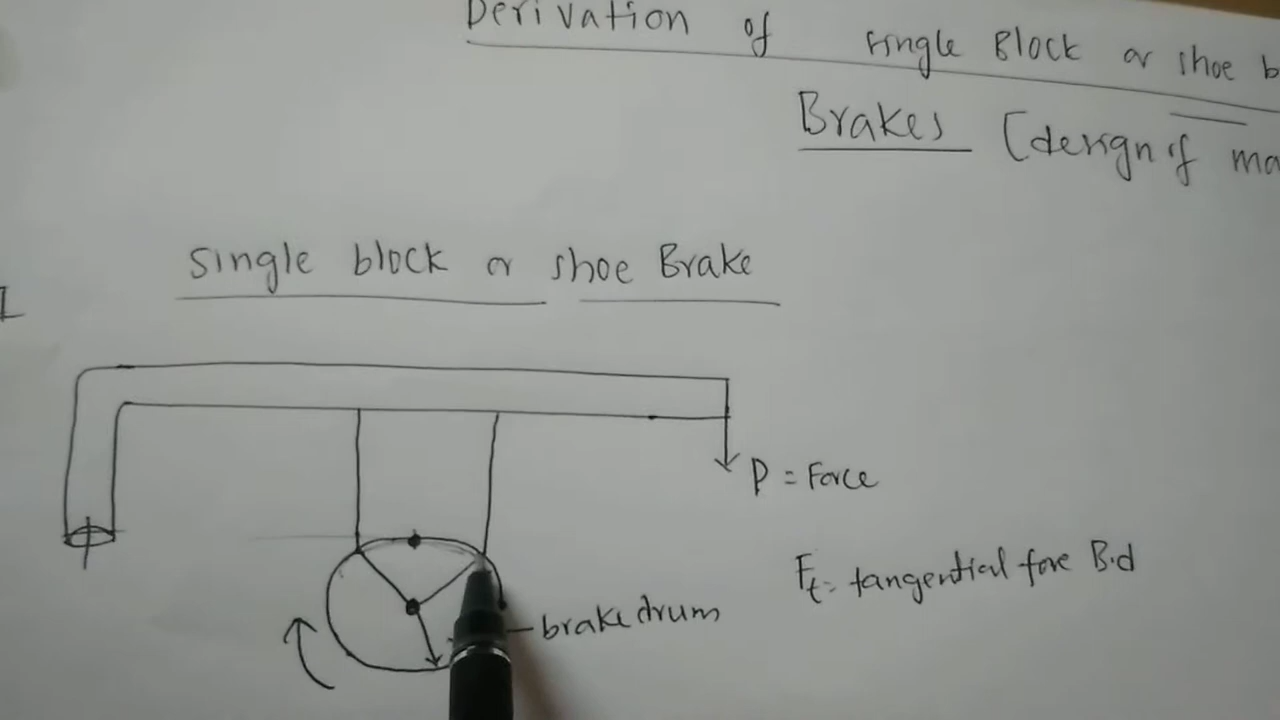 Derivation of single Block or shoe b
Brakes (design of ma
single block or shoe Brake
I
P = Force
Ft = tangential force B.d
brake drum